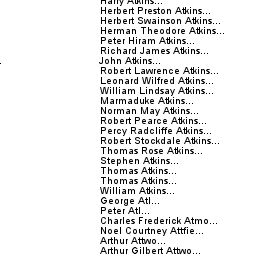 Harry Atkins...
Herbert Preston Atkins...
Herbert Swainson Atkins...
Herman Theodore Atkins...
Peter Hiram Atkins...
Richard James Atkins...
John Atkins...
Robert Lawrence Atkins...
Leonard Wilfred Atkins...
William Lindsay Atkins...
Marmaduke Atkins...
Norman May Atkins...
Robert Pearce Atkins...
Percy Radcliffe Atkins...
Robert Stockdale Atkins...
Thomas Rose Atkins...
Stephen Atkins...
Thomas Atkins...
Thomas Atkins...
William Atkins...
George Atl...
Peter Atl...
Charles Frederick Atmo...
Noel Courtney Attfie...
Arthur Attwo...
Arthur Gilbert Attwo...